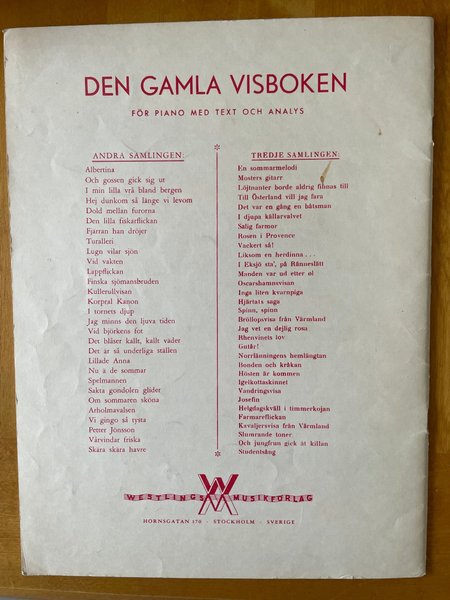 DEN GAMLA VISBOKEN
FÖR PIANO MED TEXT OCH ANALYS
ANDRA SAMLINGEN:
Albertina
Och gossen gick sig ut
I min lilla vrå bland bergen
Hej dunkom så länge vi levom
Dold mellan furorna
Den lilla fiskarflickan
Fjärran han dröjer
Turalleri
Lugn vilar sjön
Vid vakten
Lappflickan
Finska sjömansbruden
Kullerullvisan
Korpral Kanon
I tornets djup
Jag minns den ljuva tiden
Vid björkens fot
Det blåser kallt, kallt väder
Det är så underliga ställen
Lillade Anna
Nu ä de sommar
Spelmannen
Sakta gondolen glider
Om sommaren sköna
Arholmavalsen
Vi gingo så tysta
Petter Jönsson
Vårvindar friska
Skära skära havre
TREDJE SAMLINGEN:
En sommarmelodi
Mosters gitarr
Löjtnanter borde aldrig finnas till
Till Österland vill jag fara
Det var en gång en båtsman
I djupa källarvalvet
Salig farmor
Rosen i Provence
Vackert så!
Liksom en herdinna . . .
I Eksjö sta', på Ränneslätt
Manden var ud etter ol
Oscarshamnsvisan
Inga liten kvarnpiga
Hjärtats saga
Spinn, spinn
Bröllopsvisa från Värmland
Jag vet en dejlig rosa
Rhenvinets lov
Gutår!
Norrlänningens hemlängtan
Bonden och kråkan
Hösten är kommen
Igelkottaskinnet
Vandringsvisa
Josefin
Helgdagskväll i timmerkojan
Farmareflickan
Kavaljersvisa från Värmland
Slumrande toner
Och jungfrun gick åt killan
Studentsång
WESTLINGS MUSIKFÖRLAG
HORNSGATAN 170 · STOCKHOLM · SVERIGE